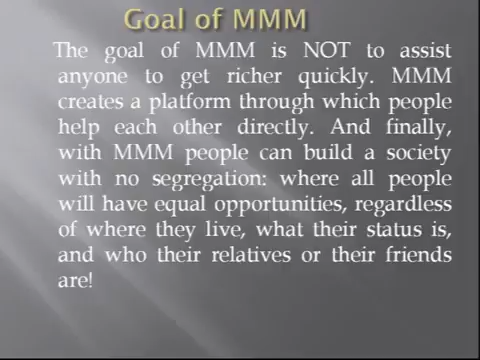 Goal of MMM
The goal of MMM is NOT to assist
anyone to get richer quickly. MMM
creates a platform through which people
help each other directly. And finally,
with MMM people can build a society
with no segregation: where all people
will have equal opportunities, regardless
of where they live, what their status is,
and who their relatives or their friends
are!